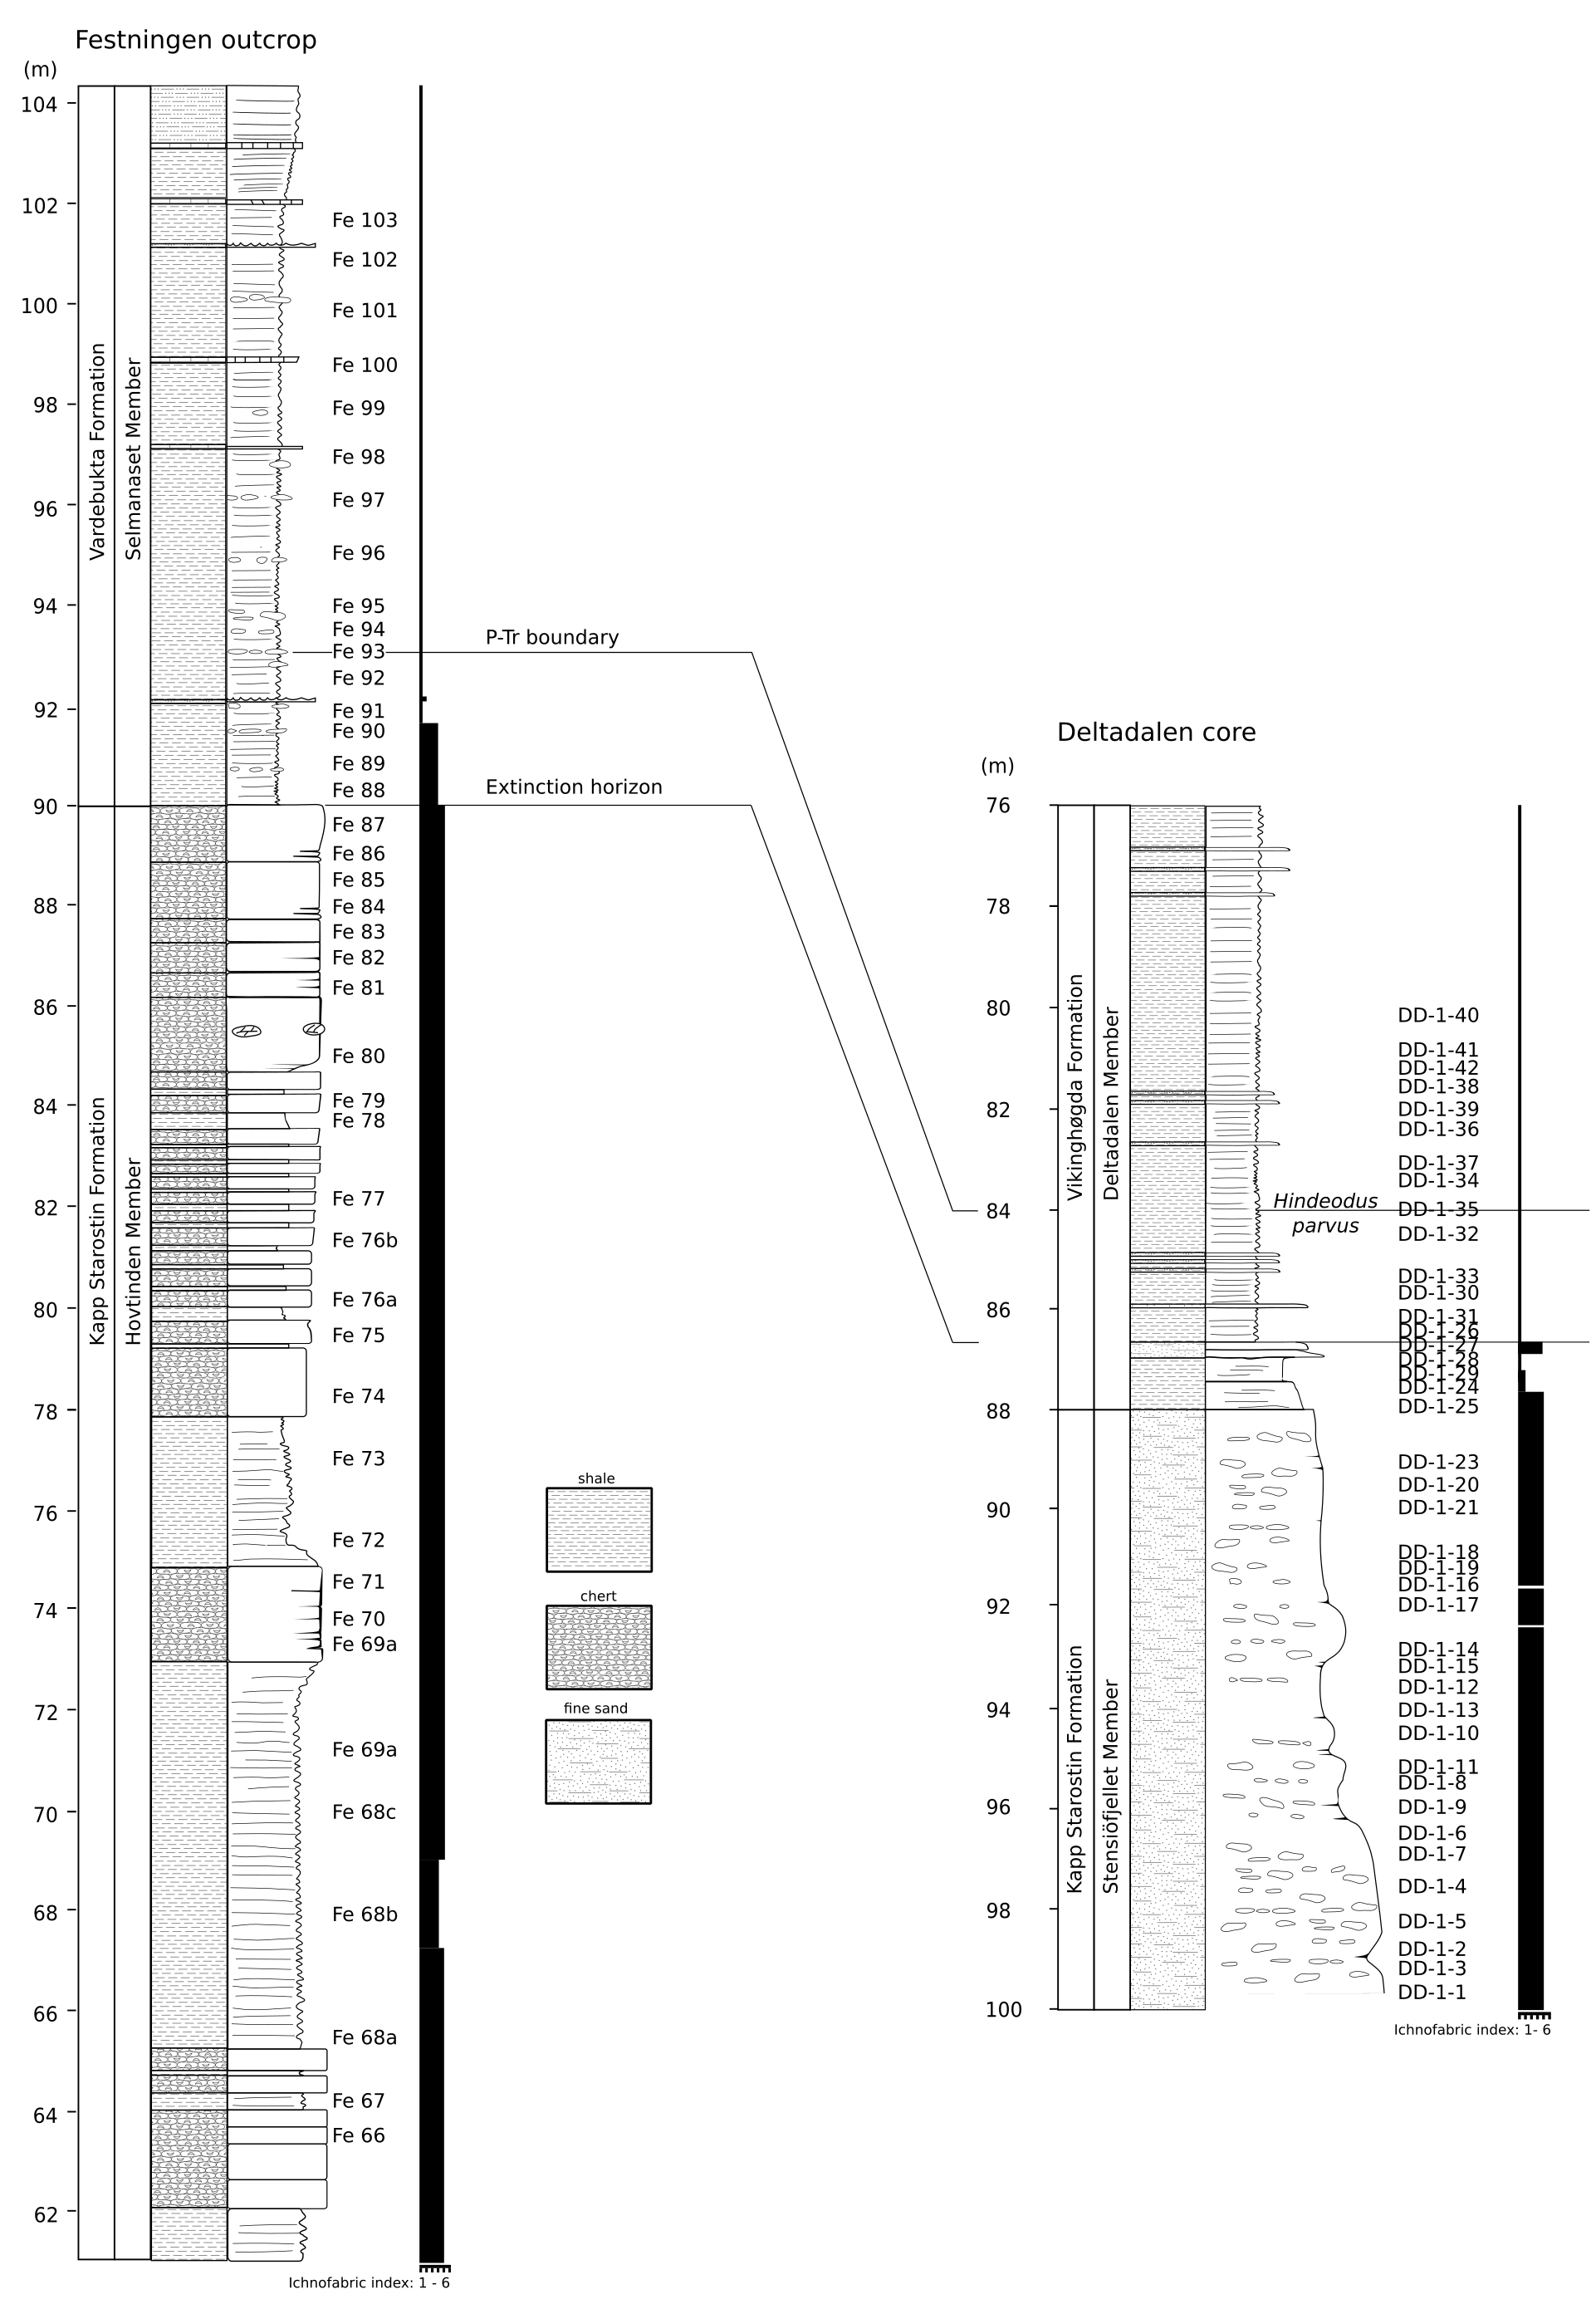 Festningen outcrop
(m)
104
102
100
98
96
94
92
90
88
86
84
82
80
78
76
74
72
70
68
66
64
62
Vardebukta Formation
Selmanaset Member
Kapp Starostin Formation
Hovtinden Member
Fe 103
Fe 102
Fe 101
Fe 100
Fe 99
Fe 98
Fe 97
Fe 96
Fe 95
Fe 94
Fe 93
Fe 92
Fe 91
Fe 90
Fe 89
Fe 88
Fe 87
Fe 86
Fe 85
Fe 84
Fe 83
Fe 82
Fe 81
Fe 80
Fe 79
Fe 78
Fe 77
Fe 76b
Fe 76a
Fe 75
Fe 74
Fe 73
Fe 72
Fe 71
Fe 70
Fe 69a
Fe 69a
Fe 68c
Fe 68b
Fe 68a
Fe 67
Fe 66
Ichnofabric index: 1 - 6
P-Tr boundary
Extinction horizon
shale
chert
fine sand
Deltadalen core
(m)
76
78
80
82
84
86
88
90
92
94
96
98
100
Vikinghøgda Formation
Deltadalen Member
Kapp Starostin Formation
Stensiöfjellet Member
Hindeodus
parvus
DD-1-40
DD-1-41
DD-1-42
DD-1-38
DD-1-39
DD-1-36
DD-1-37
DD-1-34
DD-1-35
DD-1-32
DD-1-33
DD-1-30
DD-1-31
DD-1-26
DD-1-27
DD-1-28
DD-1-29
DD-1-24
DD-1-25
DD-1-23
DD-1-20
DD-1-21
DD-1-18
DD-1-19
DD-1-16
DD-1-17
DD-1-14
DD-1-15
DD-1-12
DD-1-13
DD-1-10
DD-1-11
DD-1-8
DD-1-9
DD-1-6
DD-1-7
DD-1-4
DD-1-5
DD-1-2
DD-1-3
DD-1-1
Ichnofabric index: 1- 6